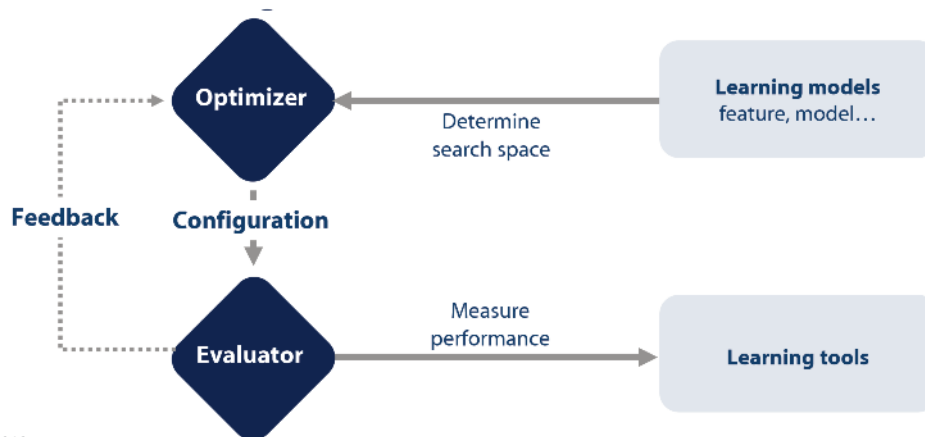 Optimizer
Learning models
feature, model…
Determine
search space
Feedback
Configuration
Measure
performance
Evaluator
Learning tools